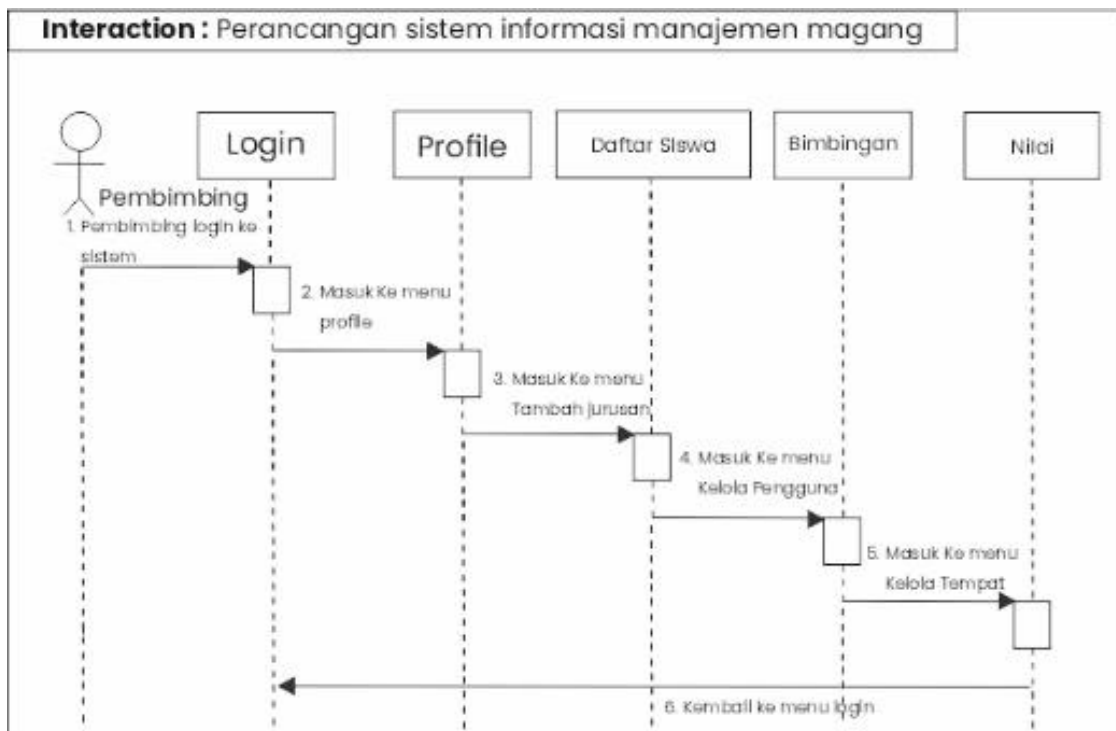 Interaction : Perancangan sistem informasi manajemen magang
Login
Profile
Daftar Siswa
Bimbingan
Nilai
Pembimbing
1. Pembimbing login ke
sistem
2. Masuk Ke menu
profile
3. Masuk Ke menu
Tambah jurusan
4. Masuk Ke menu
Kelola Pengguna
5. Masuk Ke menu
Kelola Tempat
6. Kembali ke menu login